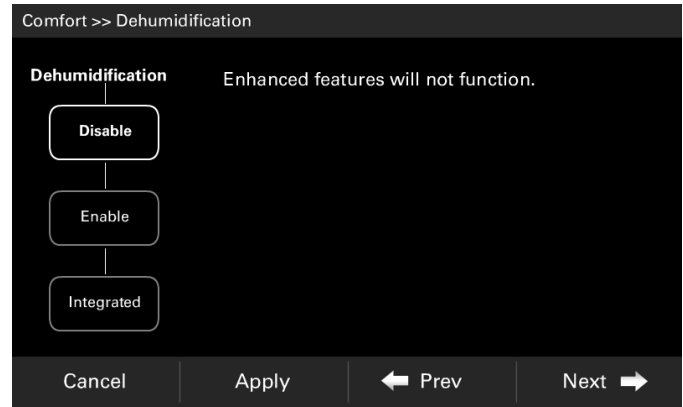 Comfort >> Dehumidification
Dehumidification
Enhanced features will not function.
Disable
Enable
Integrated
Cancel
Apply
Prev
Next